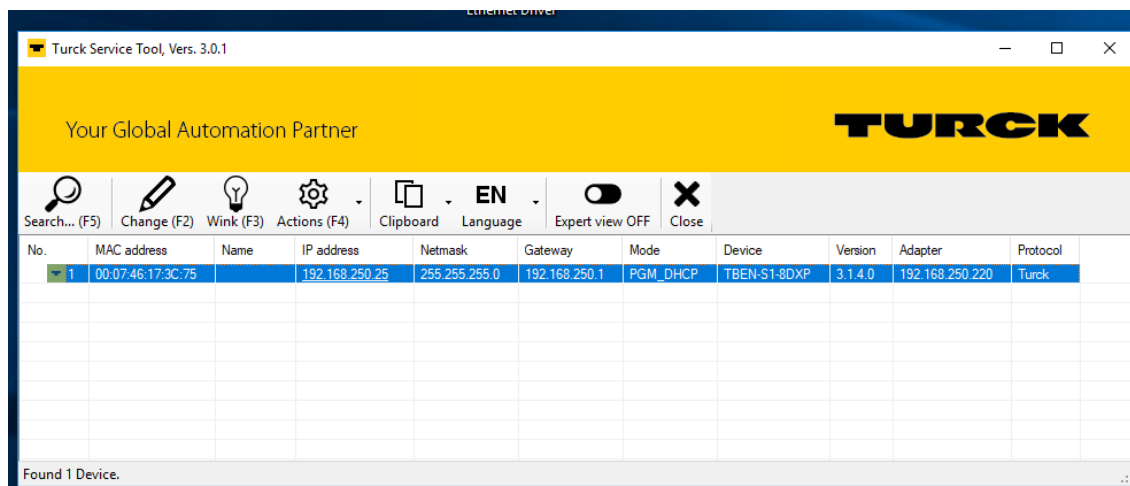 Ethernet Driver
Turck Service Tool, Vers. 3.0.1
Your Global Automation Partner
TURCK
Search... (F5) Change (F2) Wink (F3) Actions (F4) Clipboard EN Language Expert view OFF Close
No. MAC address Name IP address Netmask Gateway Mode Device Version Adapter Protocol
1 00:07:46:17:3C:75 192.168.250.25 255.255.255.0 192.168.250.1 PGM_DHCP TBEN-S1-8DXP 3.1.4.0 192.168.250.220 Turck
Found 1 Device.